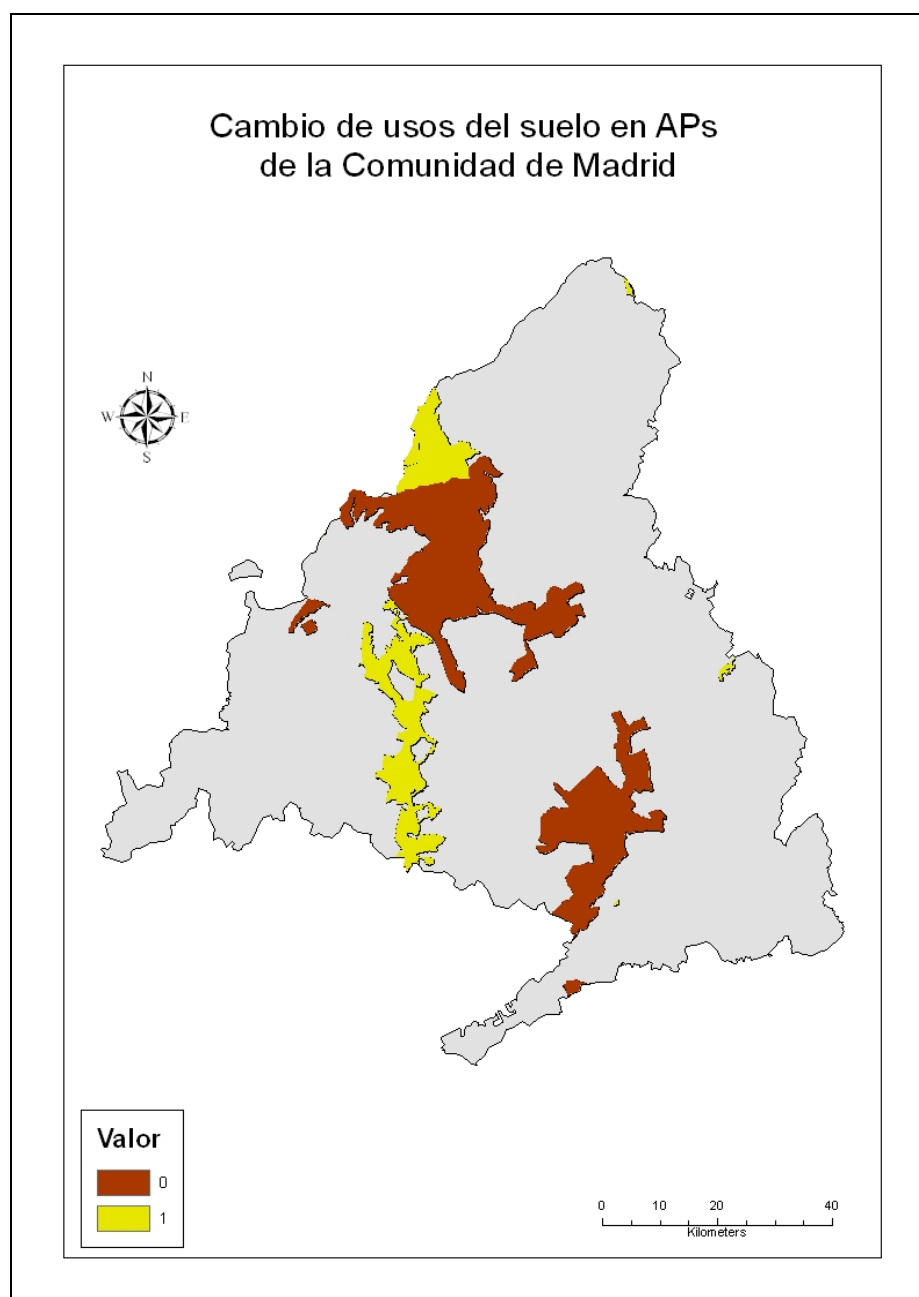 Cambio de usos del suelo en APs
de la Comunidad de Madrid
N
W E
S
Valor
0
1
0 10 20 40
Kilometers